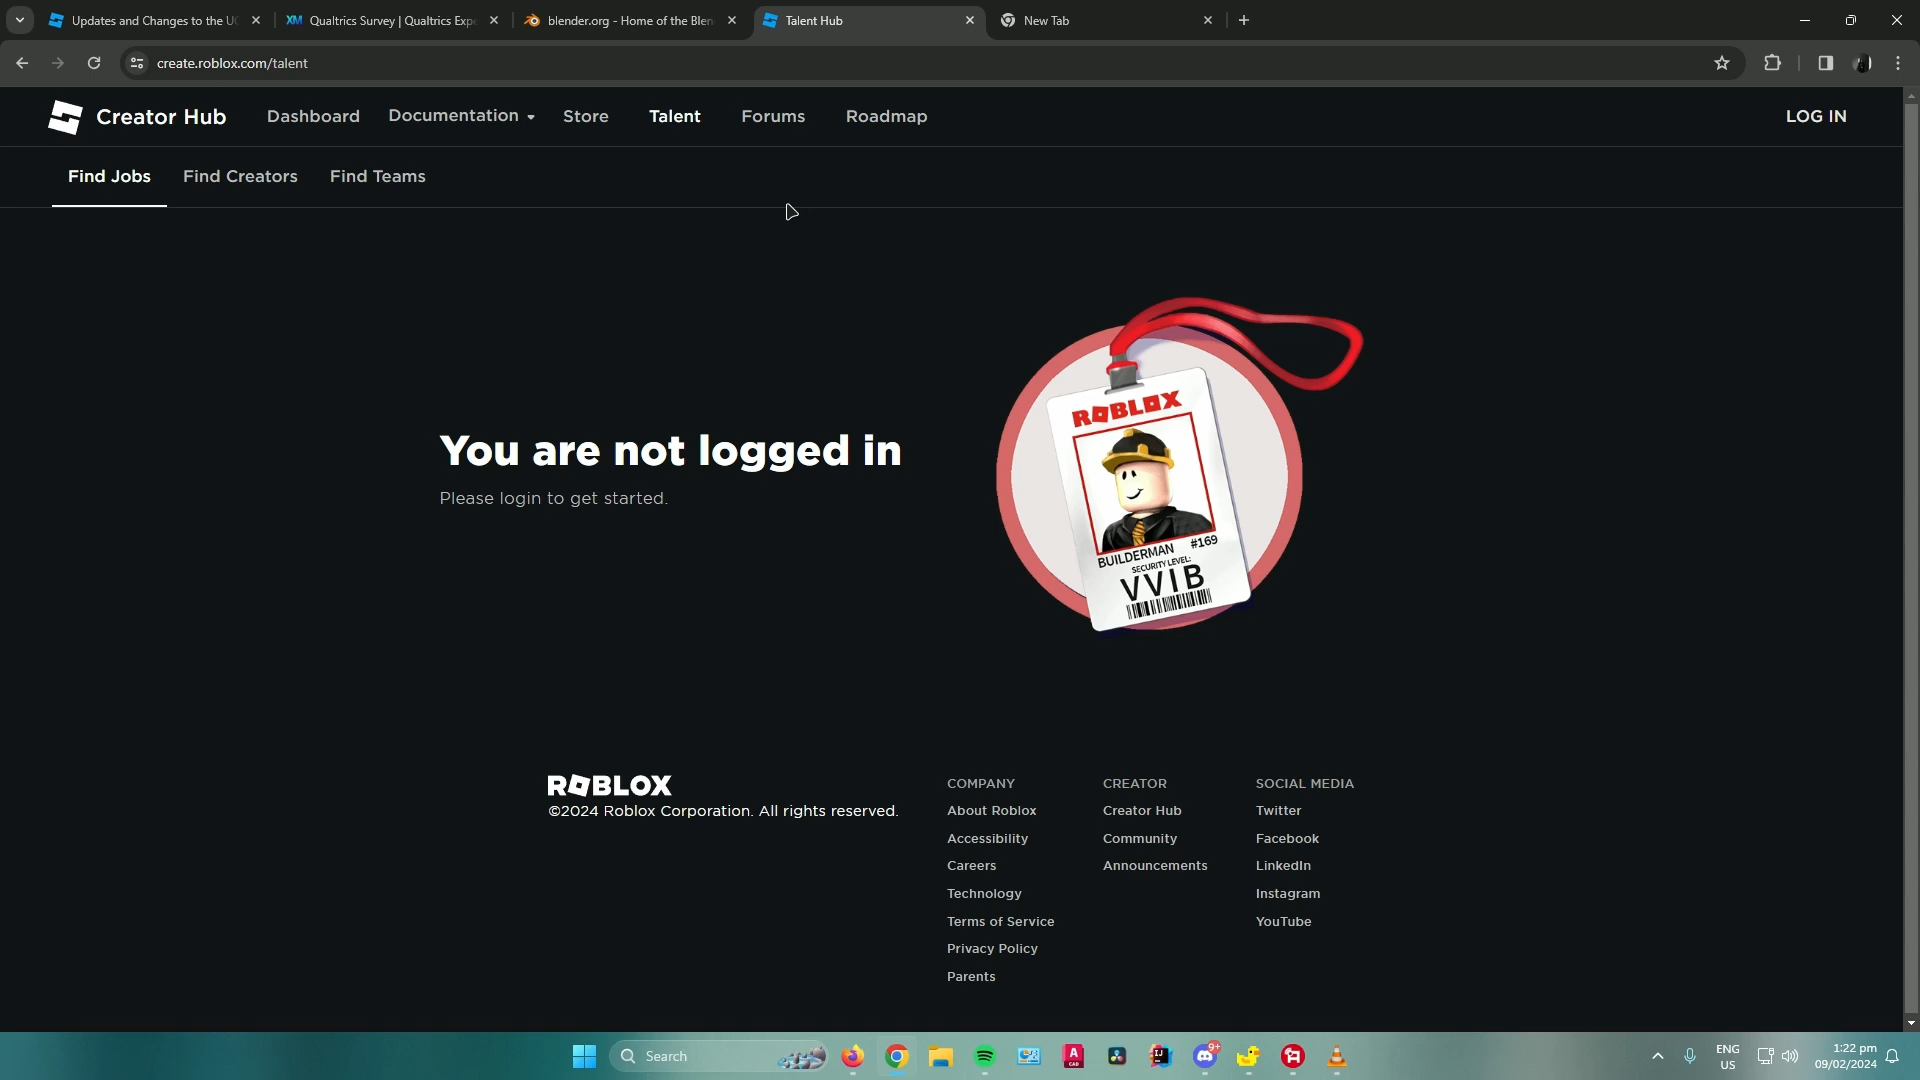 Updates and Changes to the UG
Qualtrics Survey | Qualtrics Expe
blender.org - Home of the Blen
Talent Hub
New Tab
create.roblox.com/talent
Creator Hub
Dashboard
Documentation
Store
Talent
Forums
Roadmap
LOG IN
Find Jobs
Find Creators
Find Teams
You are not logged in
Please login to get started.
ROBLOX
BUILDERMAN #169
SECURITY LEVEL:
VVIB
ROBLOX
©2024 Roblox Corporation. All rights reserved.
COMPANY
About Roblox
Accessibility
Careers
Technology
Terms of Service
Privacy Policy
Parents
CREATOR
Creator Hub
Community
Announcements
SOCIAL MEDIA
Twitter
Facebook
LinkedIn
Instagram
YouTube
Search
9+
ENG
US
1:22 pm
09/02/2024